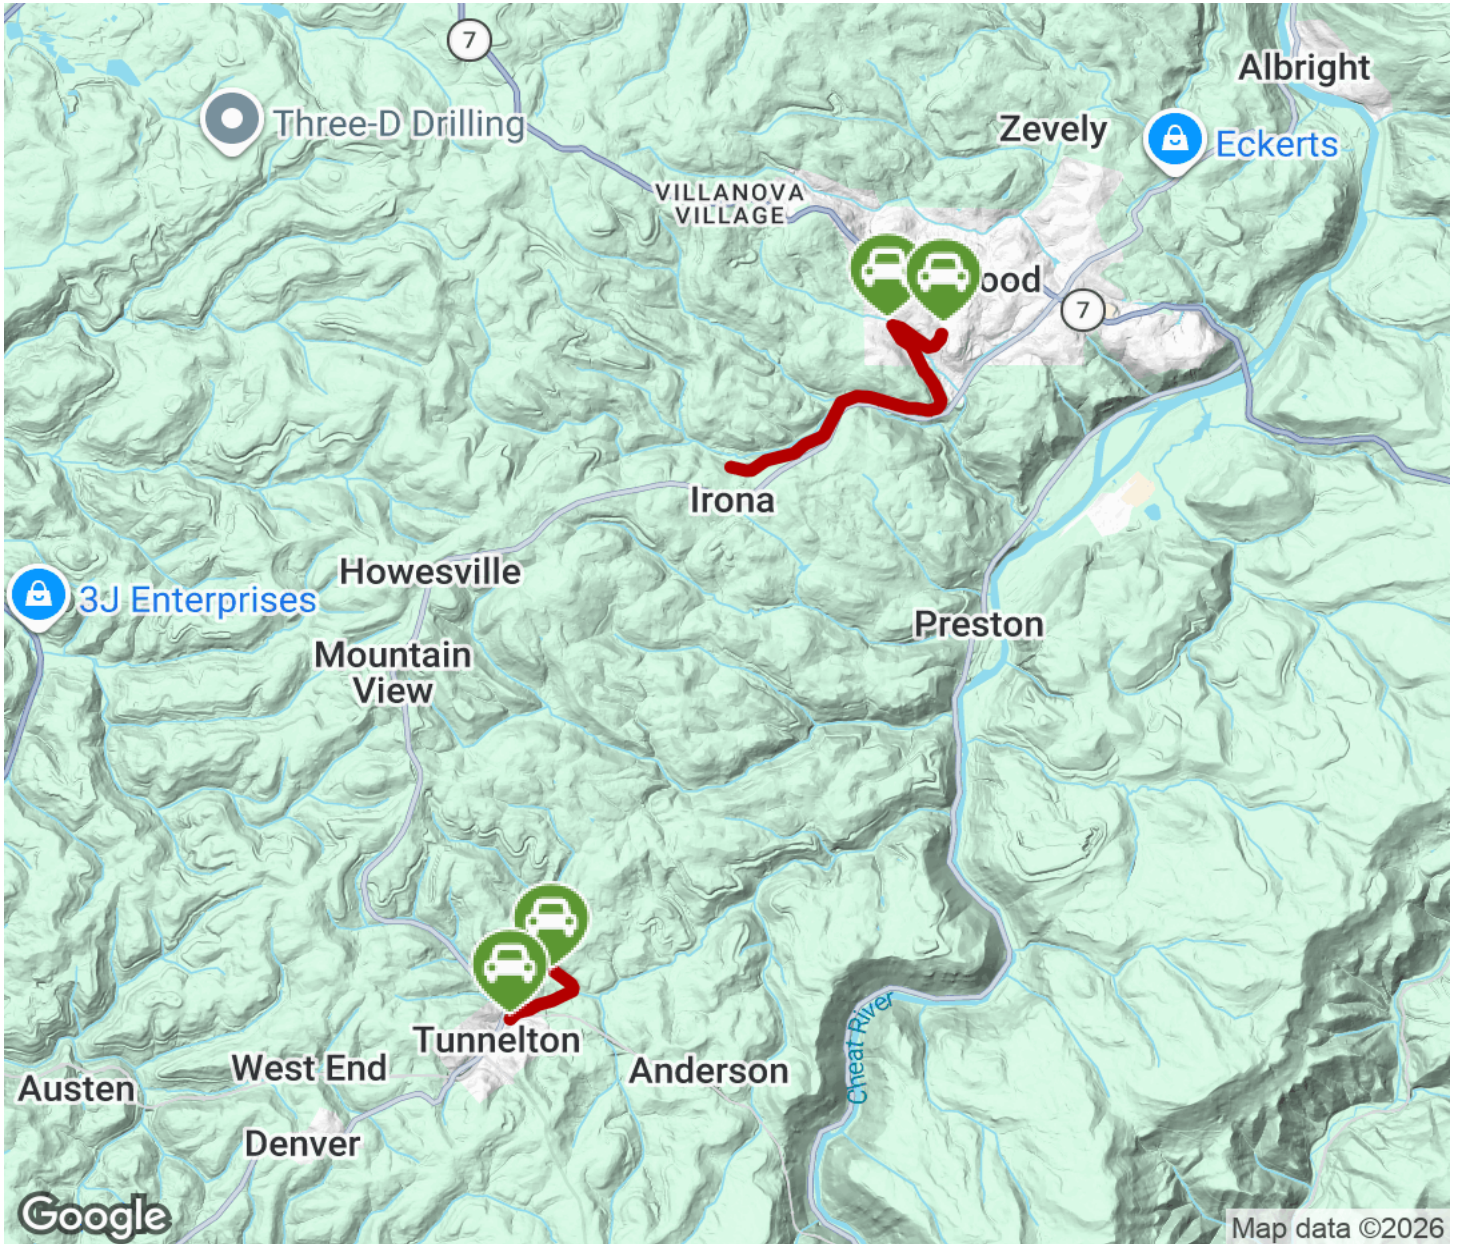 7
Albright
Three-D Drilling
Zevely
Eckerts
VILLANOVA
VILLAGE
ood
7
Irona
Howesville
3J Enterprises
Preston
Mountain
View
Cheat River
Tunnelton
West End
Anderson
Austen
Denver
Google
Map data ©2026